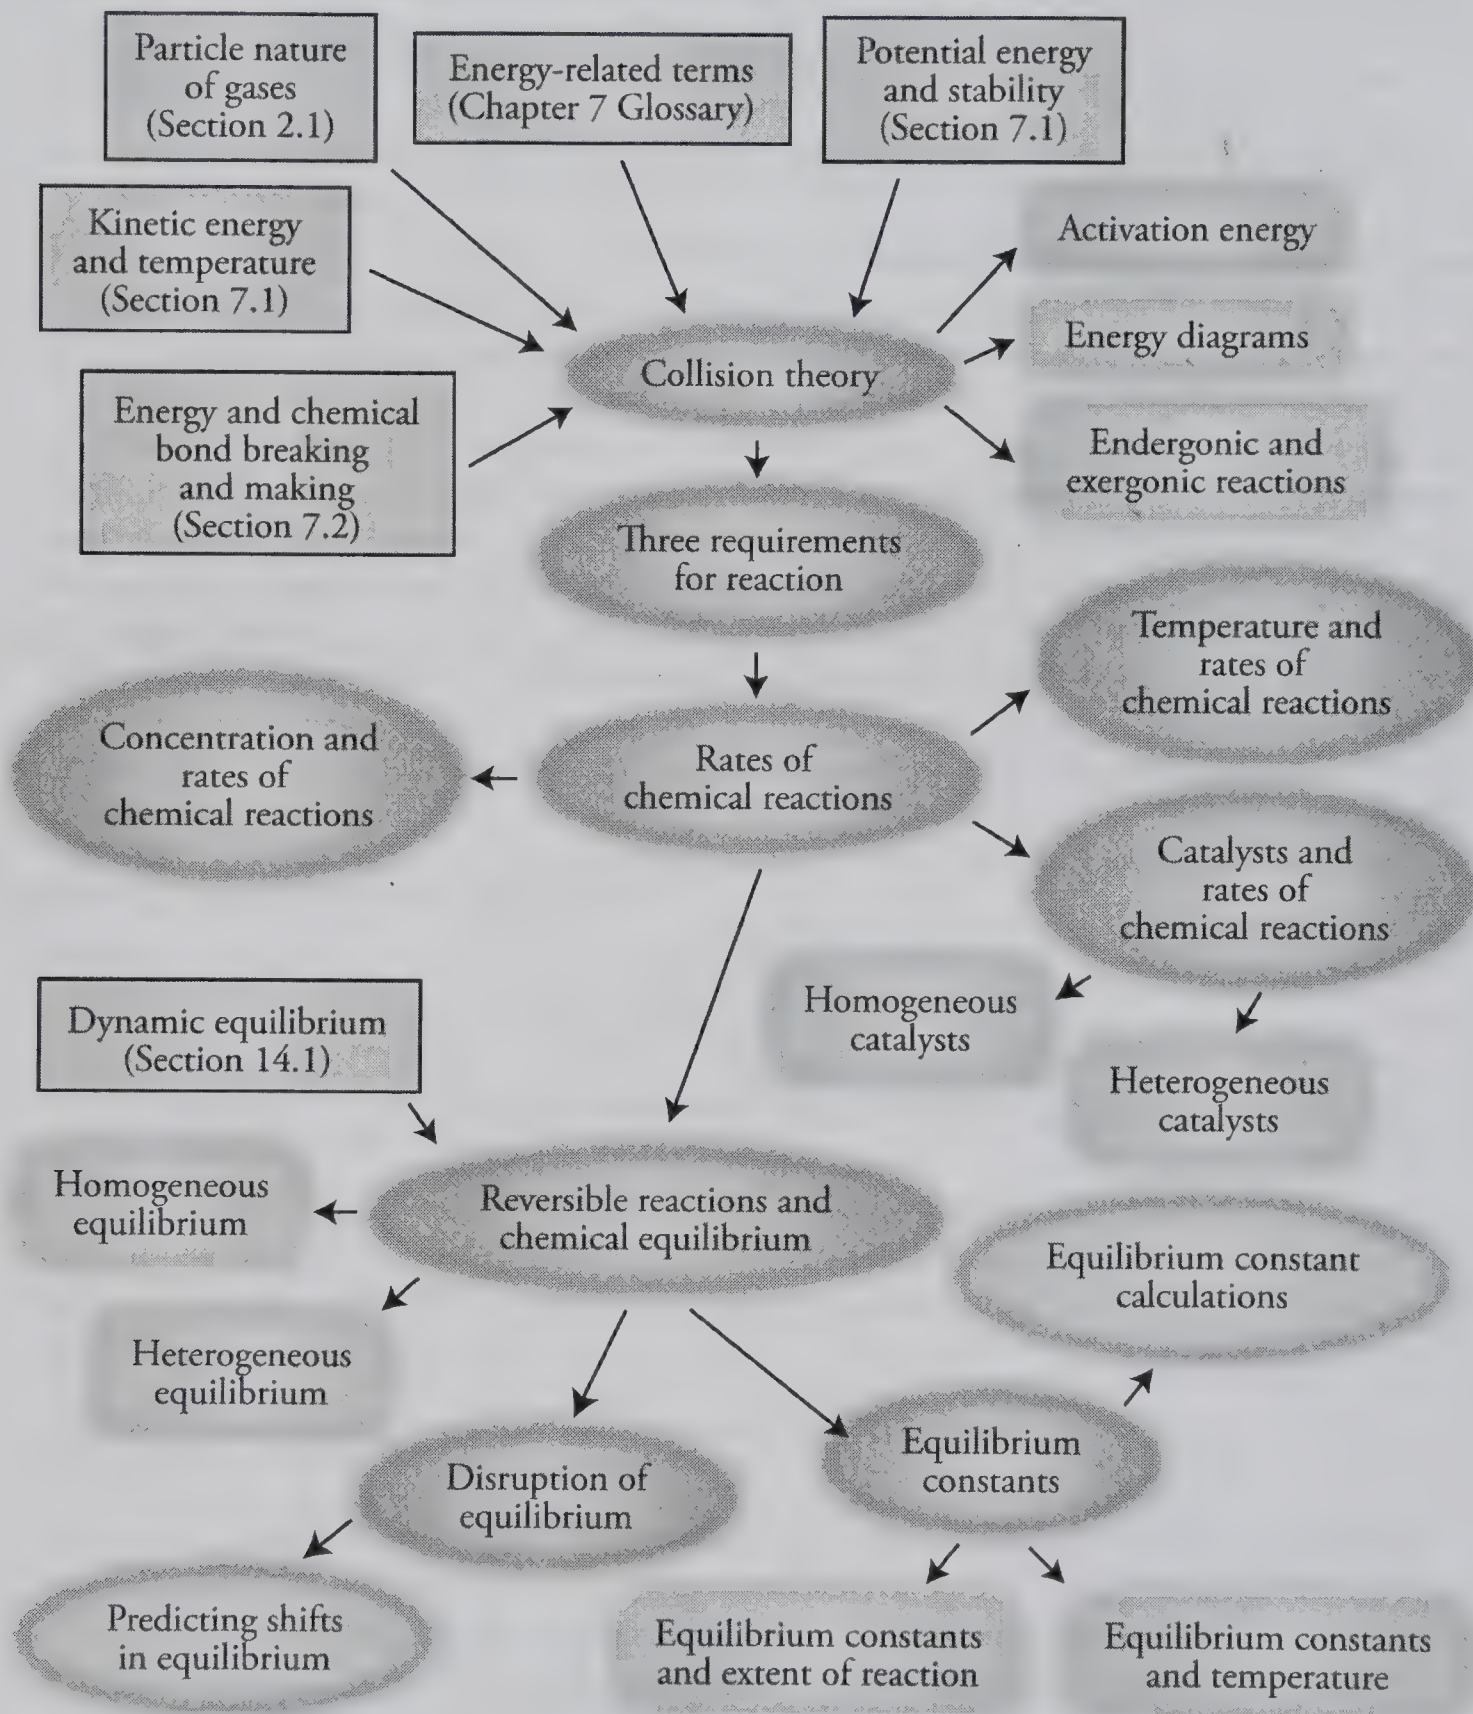 Particle nature
of gases
(Section 2.1)
Energy-related terms
(Chapter 7 Glossary)
Potential energy
and stability
(Section 7.1)
Kinetic energy
and temperature
(Section 7.1)
Activation energy
Energy diagrams
Collision theory
Energy and chemical
bond breaking
and making
(Section 7.2)
Endergonic and
exergonic reactions
Three requirements
for reaction
Temperature and
rates of
chemical reactions
Concentration and
rates of
chemical reactions
Rates of
chemical reactions
Catalysts and
rates of
chemical reactions
Homogeneous
catalysts
Heterogeneous
catalysts
Dynamic equilibrium
(Section 14.1)
Homogeneous
equilibrium
Reversible reactions and
chemical equilibrium
Equilibrium constant
calculations
Heterogeneous
equilibrium
Disruption of
equilibrium
Equilibrium
constants
Predicting shifts
in equilibrium
Equilibrium constants
and extent of reaction
Equilibrium constants
and temperature